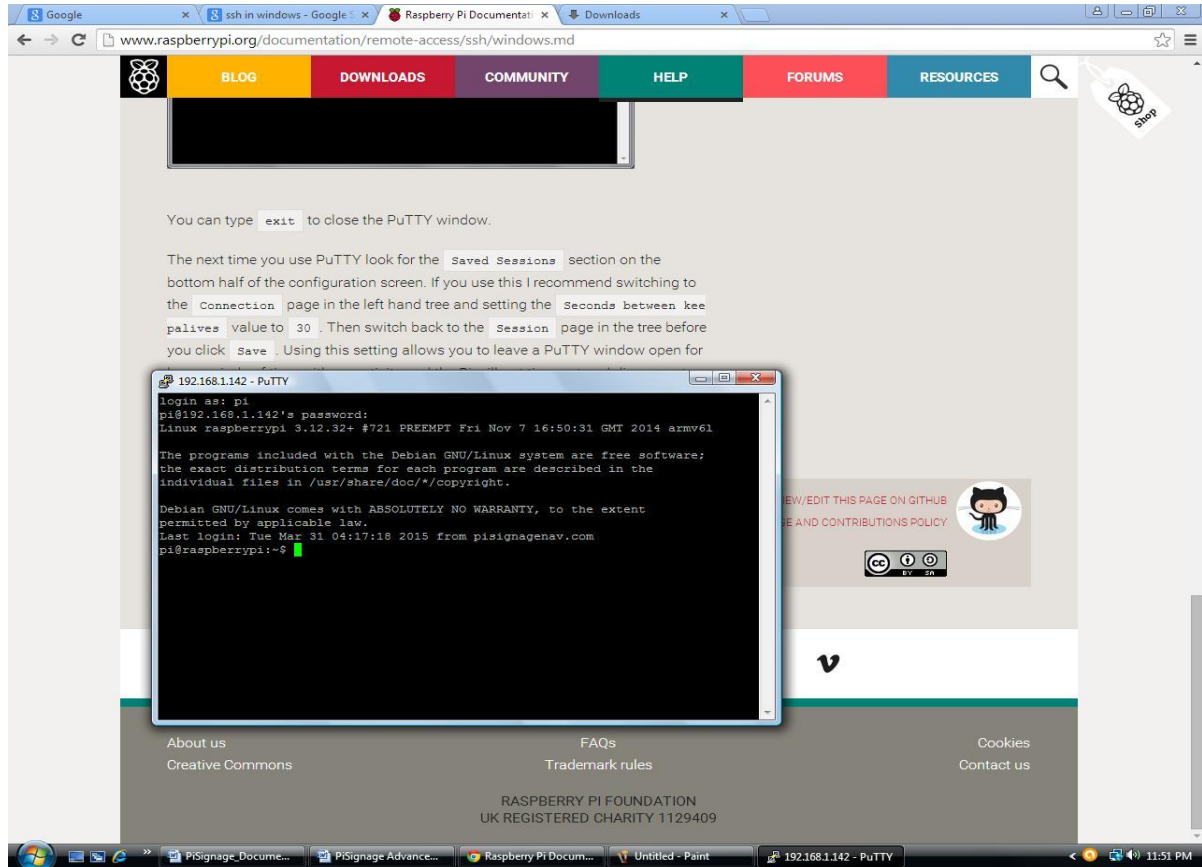 Google
ssh in windows - Google S
Raspberry Pi Documentati
Downloads
www.raspberrypi.org/documentation/remote-access/ssh/windows.md
BLOG
DOWNLOADS
COMMUNITY
HELP
FORUMS
RESOURCES
Shop
You can type exit to close the PuTTY window.
The next time you use PuTTY look for the Saved Sessions section on the
bottom half of the configuration screen. If you use this I recommend switching to
the Connection page in the left hand tree and setting the Seconds between kee
palives value to 30 . Then switch back to the Session page in the tree before
you click Save . Using this setting allows you to leave a PuTTY window open for
192.168.1.142 - PuTTY
login as: pi
pi@192.168.1.142's password:
Linux raspberrypi 3.12.32+ #721 PREEMPT Fri Nov 7 16:50:31 GMT 2014 armv6l
The programs included with the Debian GNU/Linux system are free software;
the exact distribution terms for each program are described in the
individual files in /usr/share/doc/*/copyright.
Debian GNU/Linux comes with ABSOLUTELY NO WARRANTY, to the extent
permitted by applicable law.
Last login: Tue Mar 31 04:17:18 2015 from pisignagenav.com
pi@raspberrypi:~$
EW/EDIT THIS PAGE ON GITHUB
E AND CONTRIBUTIONS POLICY
cc BY SA
About us
FAQs
Cookies
Creative Commons
Trademark rules
Contact us
RASPBERRY PI FOUNDATION
UK REGISTERED CHARITY 1129409
PiSignage_Docume...
PiSignage Advance...
Raspberry Pi Docum...
Untitled - Paint
192.168.1.142 - PuTTY
11:51 PM